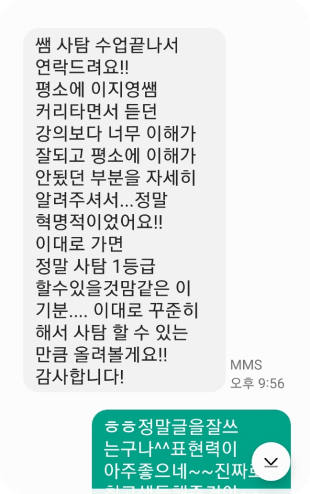 쌤 사탐 수업끝나서
연락드려요!!
평소에 이지영쌤
커리타면서 듣던
강의보다 너무 이해가
잘되고 평소에 이해가
안됬던 부분을 자세히
알려주셔서...정말
혁명적이었어요!!
이대로 가면
정말 사탐 1등급
할수있을것맘같은 이
기분.... 이대로 꾸준히
해서 사탐 할 수 있는
만큼 올려볼게요!!
감사합니다!
MMS
오후 9:56
ㅎㅎ정말글을잘쓰
는구나^^표현력이
아주좋으네~~진짜로